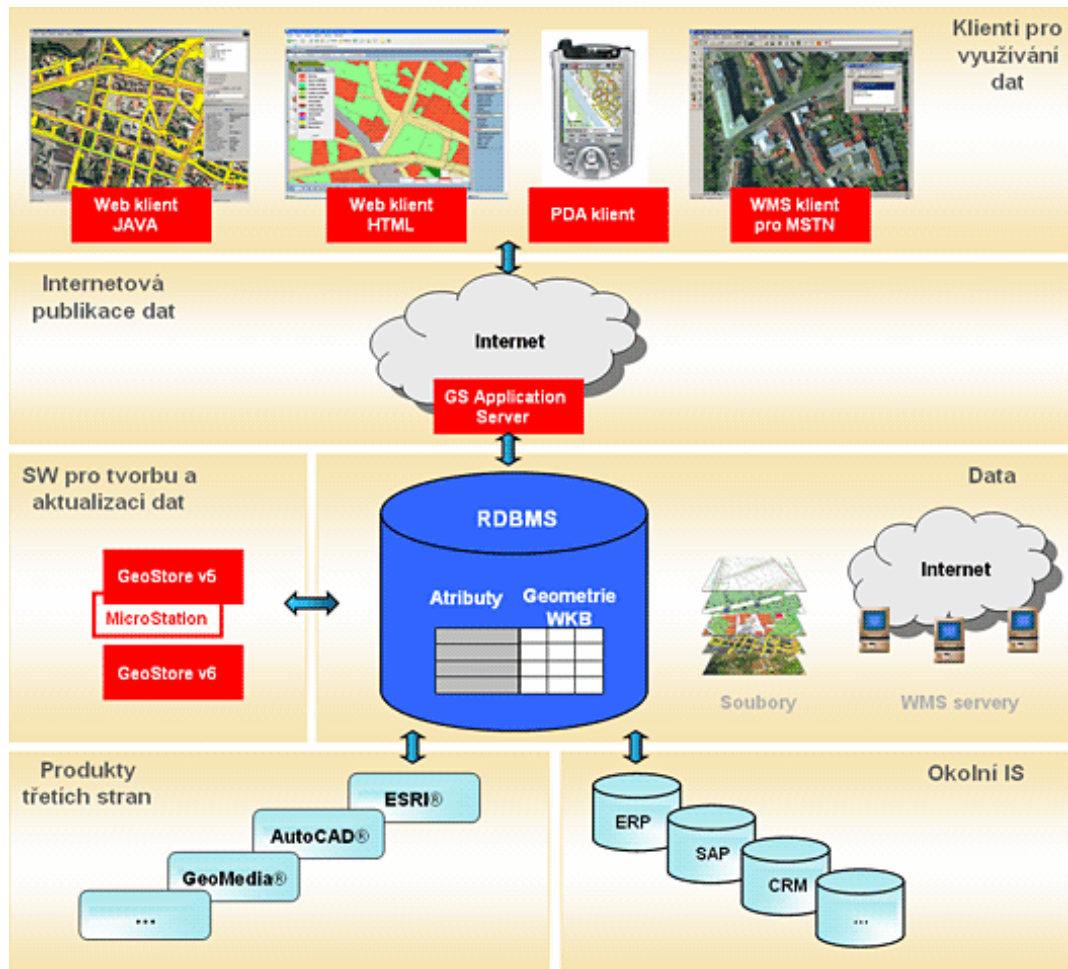 Klienti pro
využívání
dat
Web klient
JAVA
Web klient
HTML
PDA klient
WMS klient
pro MSTN
Internetová
publikace dat
Internet
GS Application
Server
SW pro tvorbu a
aktualizaci dat
GeoStore v5
MicroStation
GeoStore v6
Data
RDBMS
Atributy
Geometrie
WKB
Internet
Soubory
WMS servery
Produkty
třetích stran
ESRI®
AutoCAD®
GeoMedia®
...
Okolní IS
ERP
SAP
CRM
...